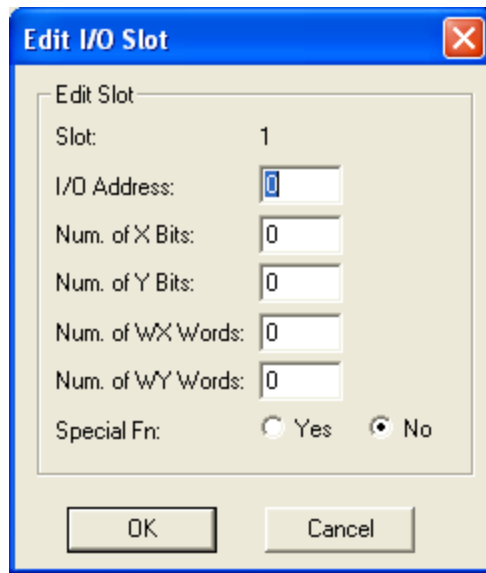 Edit I/O Slot
Edit Slot
Slot: 1
I/O Address: 0
Num. of X Bits: 0
Num. of Y Bits: 0
Num. of WX Words: 0
Num. of WY Words: 0
Special Fn: Yes No
OK Cancel